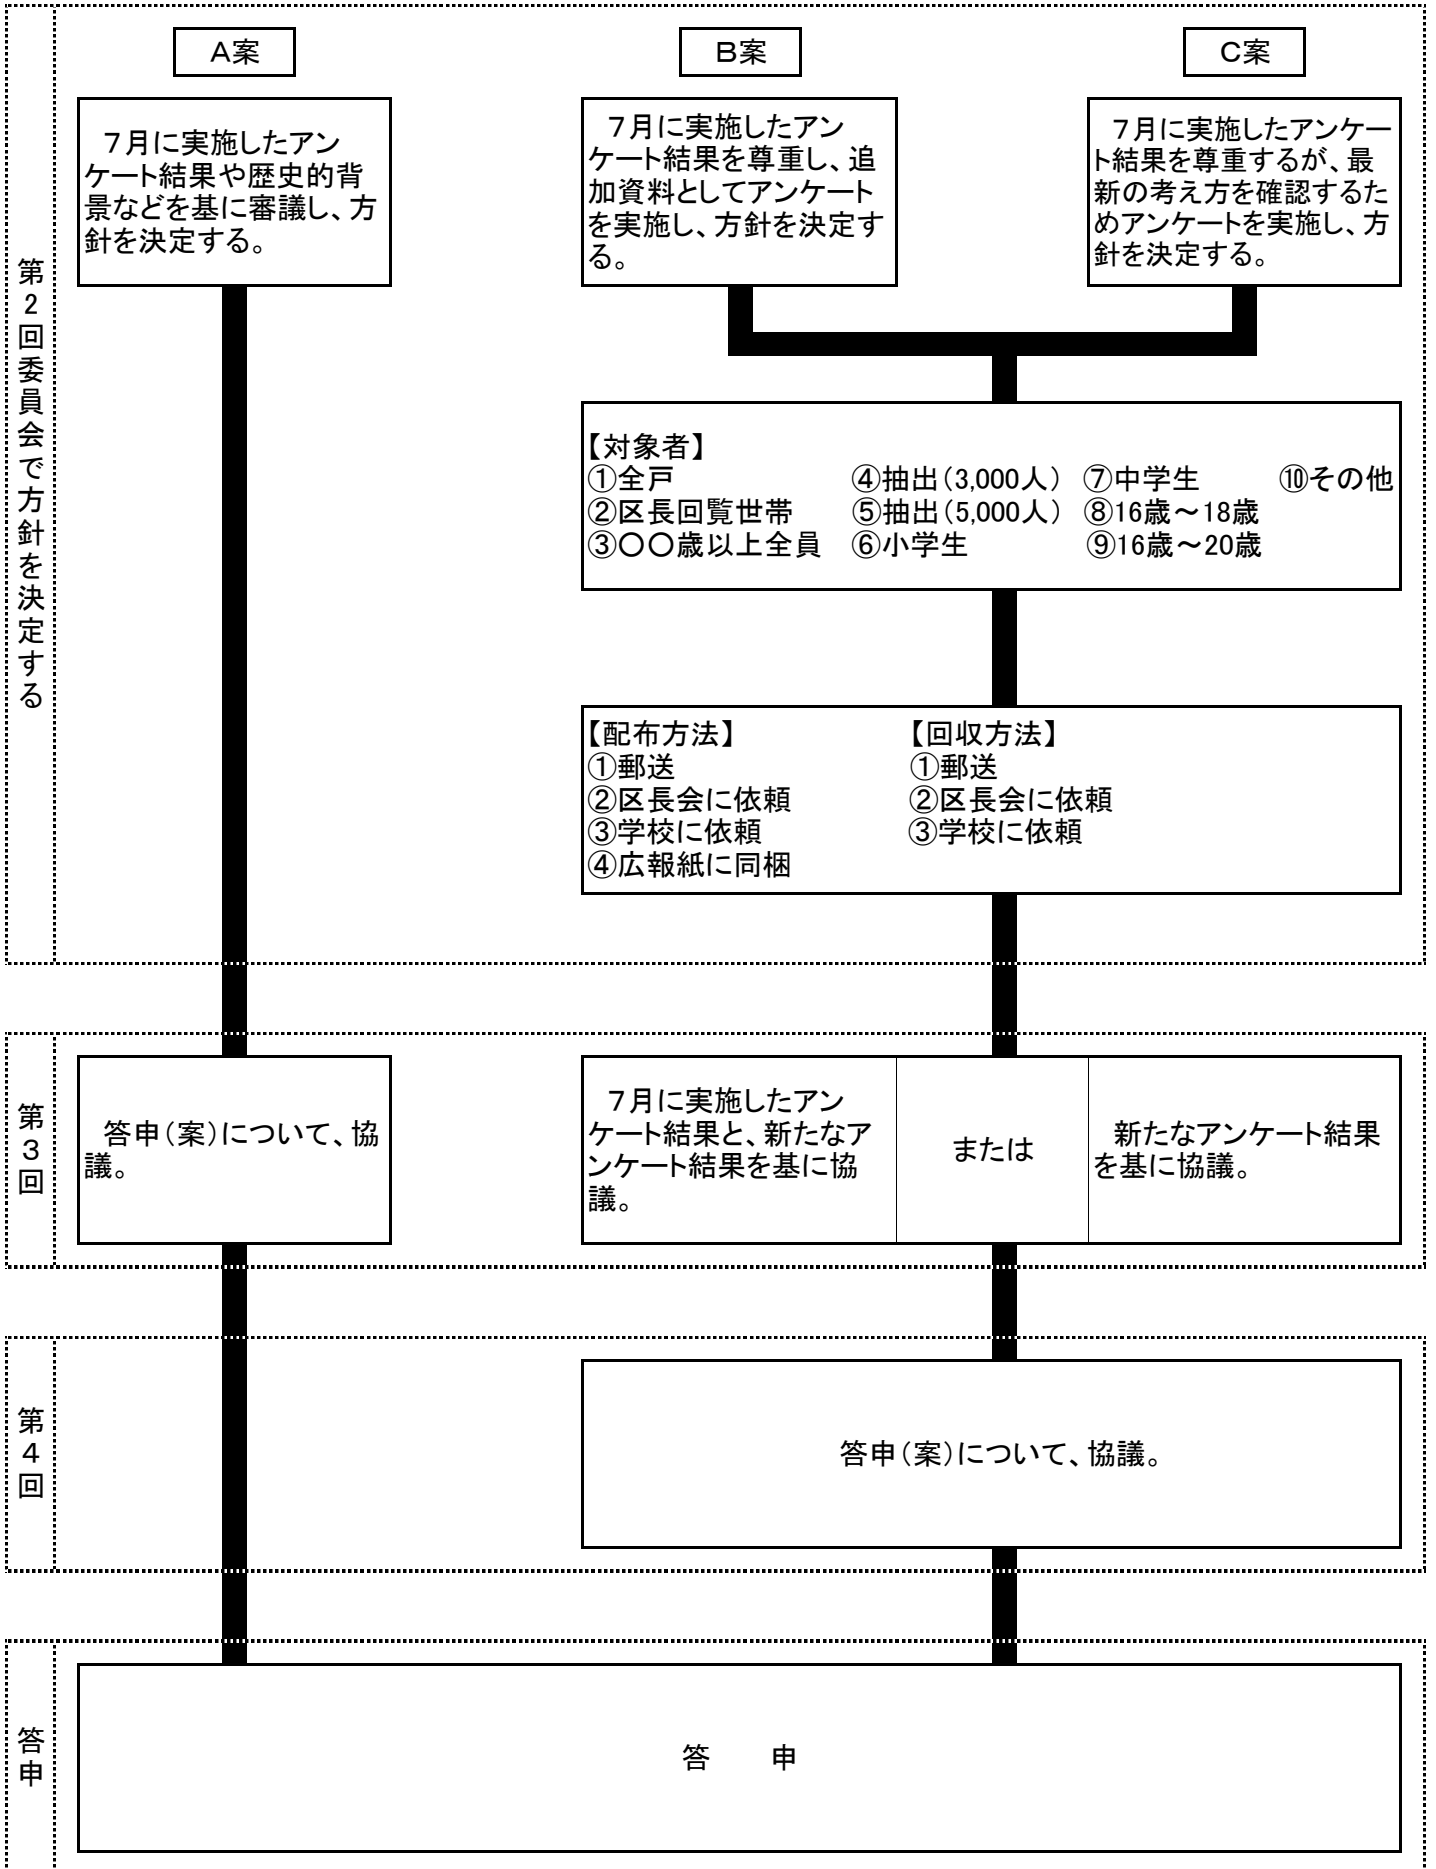 第2回委員会で方針を決定する
A案
B案
C案
７月に実施したアン
ケート結果や歴史的背
景などを基に審議し、方
針を決定する。
７月に実施したアン
ケート結果を尊重し、追
加資料としてアンケート
を実施し、方針を決定す
る。
７月に実施したアンケー
ト結果を尊重するが、最
新の考え方を確認するた
めアンケートを実施し、方
針を決定する。
【対象者】
①全戸 ④抽出（3,000人） ⑦中学生 ⑩その他
②区長回覧世帯 ⑤抽出（5,000人） ⑧16歳～18歳
③〇〇歳以上全員 ⑥小学生 ⑨16歳～20歳
【配布方法】 【回収方法】
①郵送 ①郵送
②区長会に依頼 ②区長会に依頼
③学校に依頼 ③学校に依頼
④広報紙に同梱
第3回
答申（案）について、協
議。
７月に実施したアン
ケート結果と、新たなア
ンケート結果を基に協
議。
または
新たなアンケート結果
を基に協議。
第4回
答申（案）について、協議。
答申
答　　申